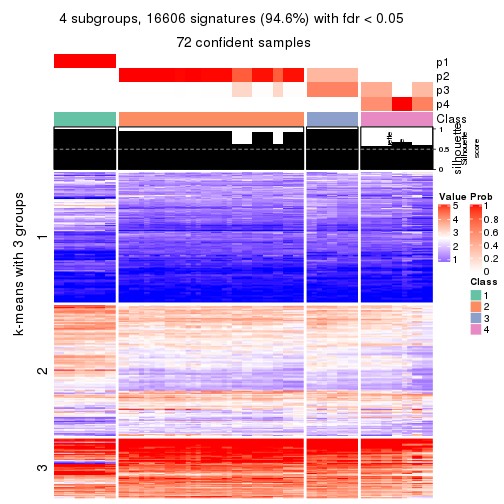 4 subgroups, 16606 signatures (94.6%) with fdr < 0.05
72 confident samples
p1
p2
p3
p4
Class
1
0.5
0
silhouette
Silhouette
score
k-means with 3 groups
1
2
3
Value
5
4
3
2
1
Prob
1
0.8
0.6
0.4
0.2
0
Class
1
2
3
4